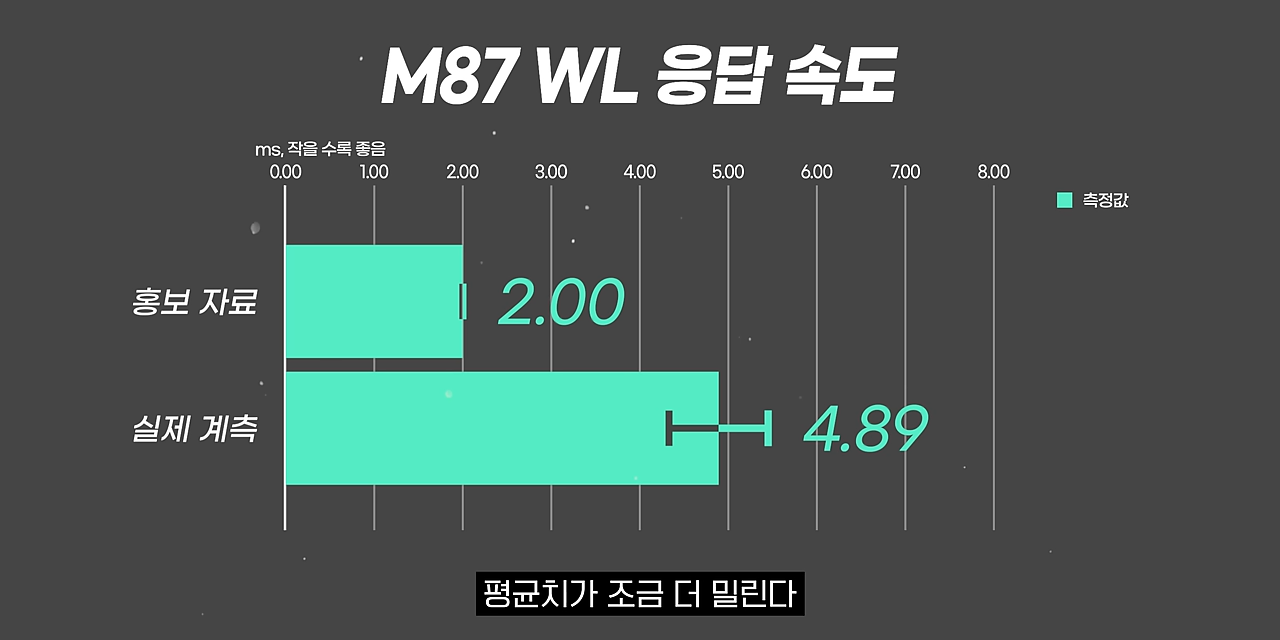 M87 WL 응답 속도
ms, 작을 수록 좋음
0.00 1.00 2.00 3.00 4.00 5.00 6.00 7.00 8.00
측정값
홍보 자료 2.00
실제 계측 4.89
평균치가 조금 더 밀린다